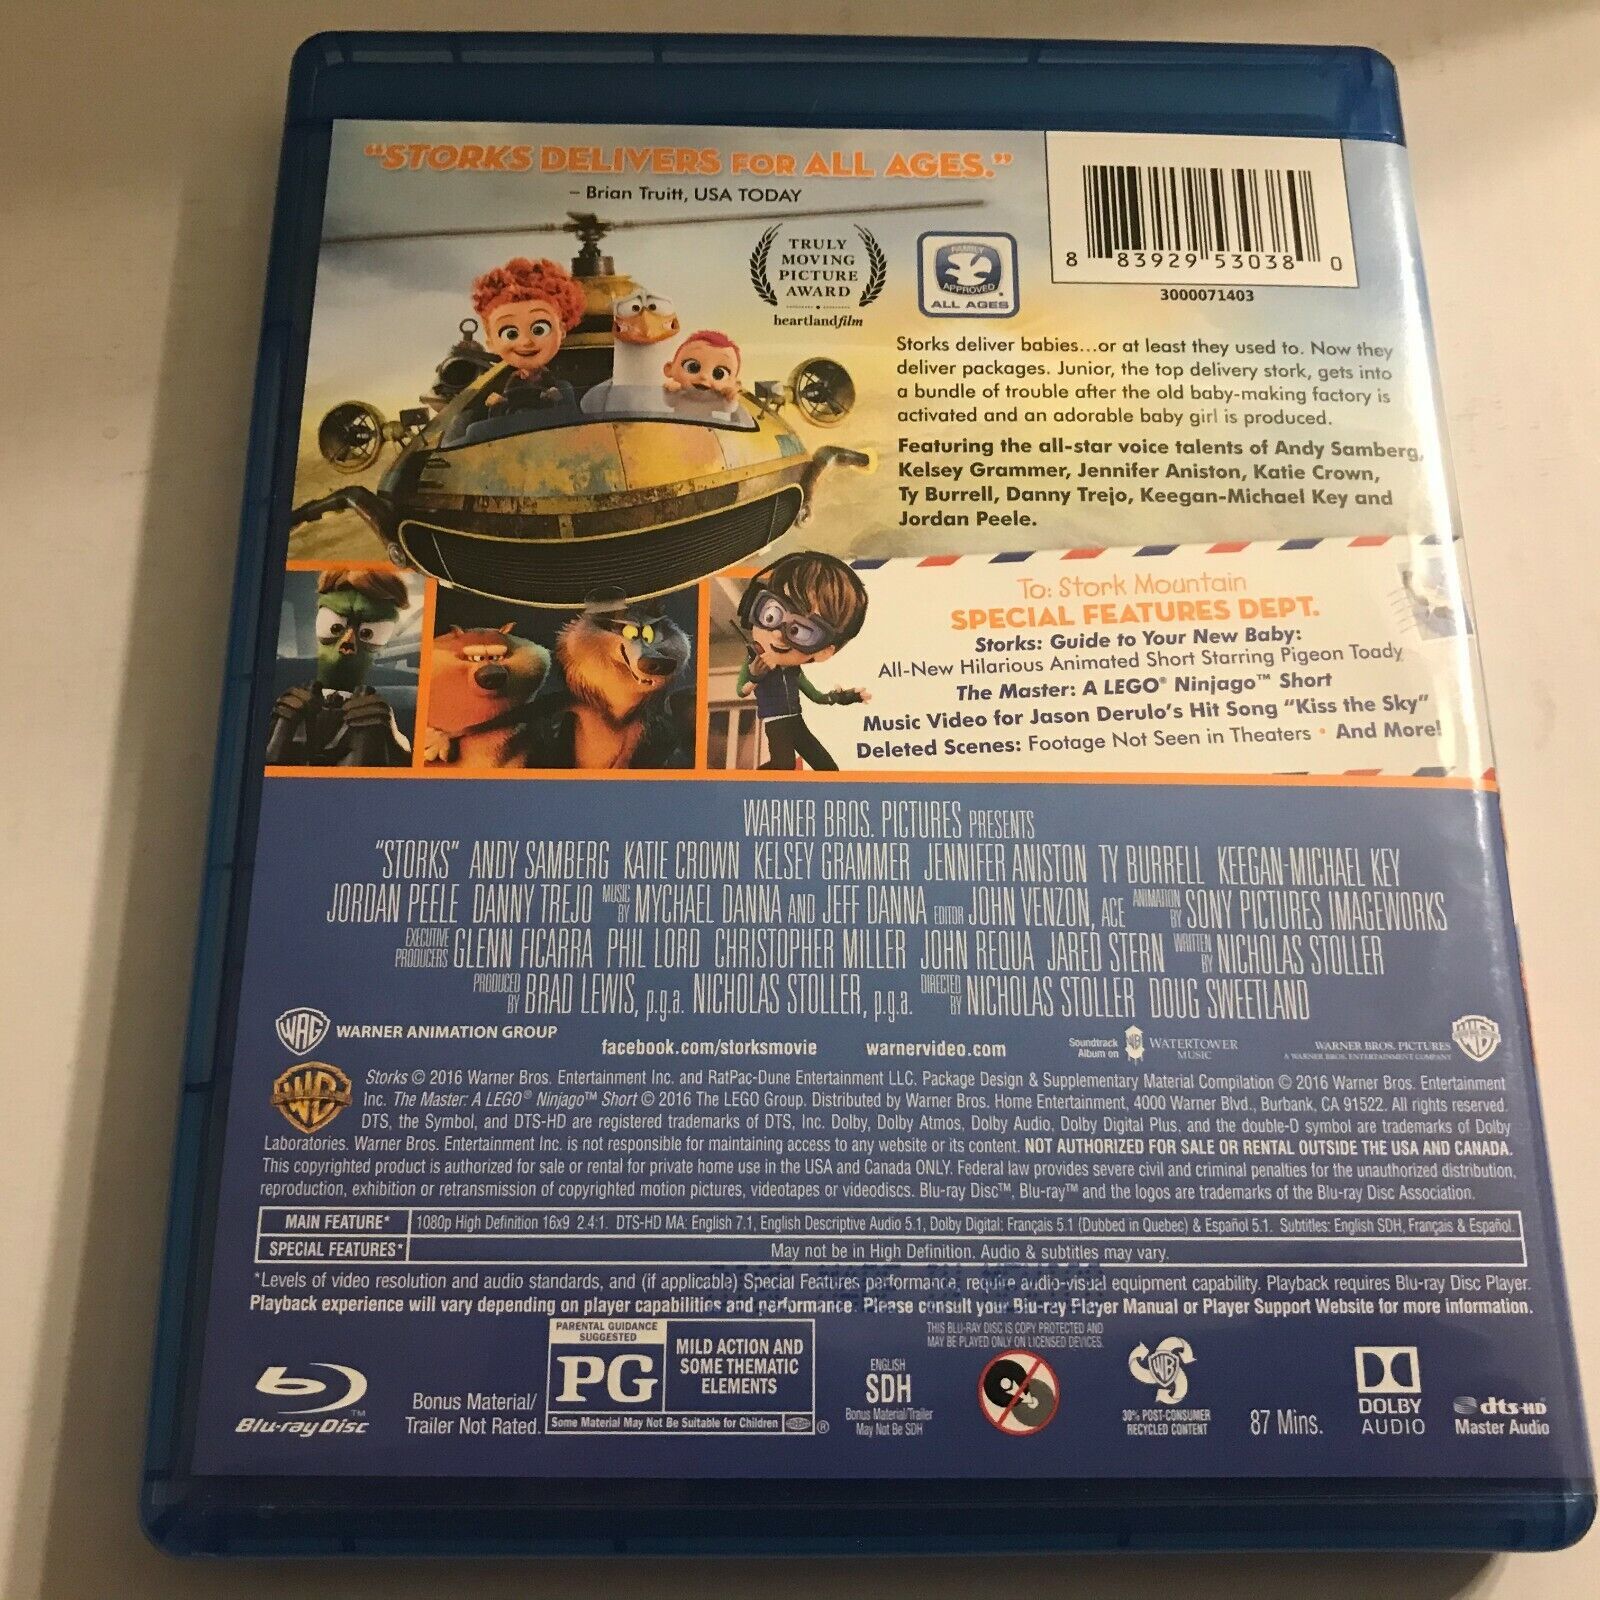 “STORKS DELIVERS FOR ALL AGES.”
– Brian Truitt, USA TODAY
TRULY
MOVING
PICTURE
AWARD
heartlandfilm
FAMILY
APPROVED
ALL AGES
8 83929 53038 0
3000071403
Storks deliver babies...or at least they used to. Now they
deliver packages. Junior, the top delivery stork, gets into
a bundle of trouble after the old baby-making factory is
activated and an adorable baby girl is produced.
Featuring the all-star voice talents of Andy Samberg,
Kelsey Grammer, Jennifer Aniston, Katie Crown,
Ty Burrell, Danny Trejo, Keegan-Michael Key and
Jordan Peele.
To: Stork Mountain
SPECIAL FEATURES DEPT.
Storks: Guide to Your New Baby:
All-New Hilarious Animated Short Starring Pigeon Toady
The Master: A LEGO® Ninjago™ Short
Music Video for Jason Derulo’s Hit Song “Kiss the Sky”
Deleted Scenes: Footage Not Seen in Theaters • And More!
WARNER BROS. PICTURES PRESENTS
“STORKS” ANDY SAMBERG KATIE CROWN KELSEY GRAMMER JENNIFER ANISTON TY BURRELL KEEGAN-MICHAEL KEY
JORDAN PEELE DANNY TREJO MUSIC BY MYCHAEL DANNA AND JEFF DANNA EDITOR JOHN VENZON, ACE ANIMATION BY SONY PICTURES IMAGEWORKS
EXECUTIVE PRODUCERS GLENN FICARRA PHIL LORD CHRISTOPHER MILLER JOHN REQUA JARED STERN WRITTEN BY NICHOLAS STOLLER
PRODUCED BY BRAD LEWIS, p.g.a. NICHOLAS STOLLER, p.g.a. DIRECTED BY NICHOLAS STOLLER DOUG SWEETLAND
WAG WARNER ANIMATION GROUP
facebook.com/storksmovie warnervideo.com
Soundtrack Album on WATERTOWER MUSIC
WARNER BROS. PICTURES
A WARNER BROS. ENTERTAINMENT COMPANY
Storks © 2016 Warner Bros. Entertainment Inc. and RatPac-Dune Entertainment LLC. Package Design & Supplementary Material Compilation © 2016 Warner Bros. Entertainment
Inc. The Master: A LEGO® Ninjago™ Short © 2016 The LEGO Group. Distributed by Warner Bros. Home Entertainment, 4000 Warner Blvd., Burbank, CA 91522. All rights reserved.
DTS, the Symbol, and DTS-HD are registered trademarks of DTS, Inc. Dolby, Dolby Atmos, Dolby Audio, Dolby Digital Plus, and the double-D symbol are trademarks of Dolby
Laboratories. Warner Bros. Entertainment Inc. is not responsible for maintaining access to any website or its content. NOT AUTHORIZED FOR SALE OR RENTAL OUTSIDE THE USA AND CANADA.
This copyrighted product is authorized for sale or rental for private home use in the USA and Canada ONLY. Federal law provides severe civil and criminal penalties for the unauthorized distribution,
reproduction, exhibition or retransmission of copyrighted motion pictures, videotapes or videodiscs. Blu-ray Disc™, Blu-ray™ and the logos are trademarks of the Blu-ray Disc Association.
MAIN FEATURE* 1080p High Definition 16x9 2.4:1. DTS-HD MA: English 7.1, English Descriptive Audio 5.1, Dolby Digital: Français 5.1 (Dubbed in Quebec) & Español 5.1. Subtitles: English SDH, Français & Español.
SPECIAL FEATURES* May not be in High Definition. Audio & subtitles may vary.
*Levels of video resolution and audio standards, and (if applicable) Special Features performance, require audio-visual equipment capability. Playback requires Blu-ray Disc Player.
Playback experience will vary depending on player capabilities and performance. Please consult your Blu-ray Player Manual or Player Support Website for more information.
Blu-ray Disc™
Bonus Material/
Trailer Not Rated.
PARENTAL GUIDANCE SUGGESTED
PG
MILD ACTION AND
SOME THEMATIC
ELEMENTS
Some Material May Not Be Suitable for Children ®
ENGLISH
SDH
Bonus Material/Trailer
May Not Be SDH
THIS BLU-RAY DISC IS COPY PROTECTED AND
MAY BE PLAYED ONLY ON LICENSED DEVICES.
30% POST-CONSUMER
RECYCLED CONTENT
87 Mins.
DOLBY
AUDIO
dts-HD
Master Audio